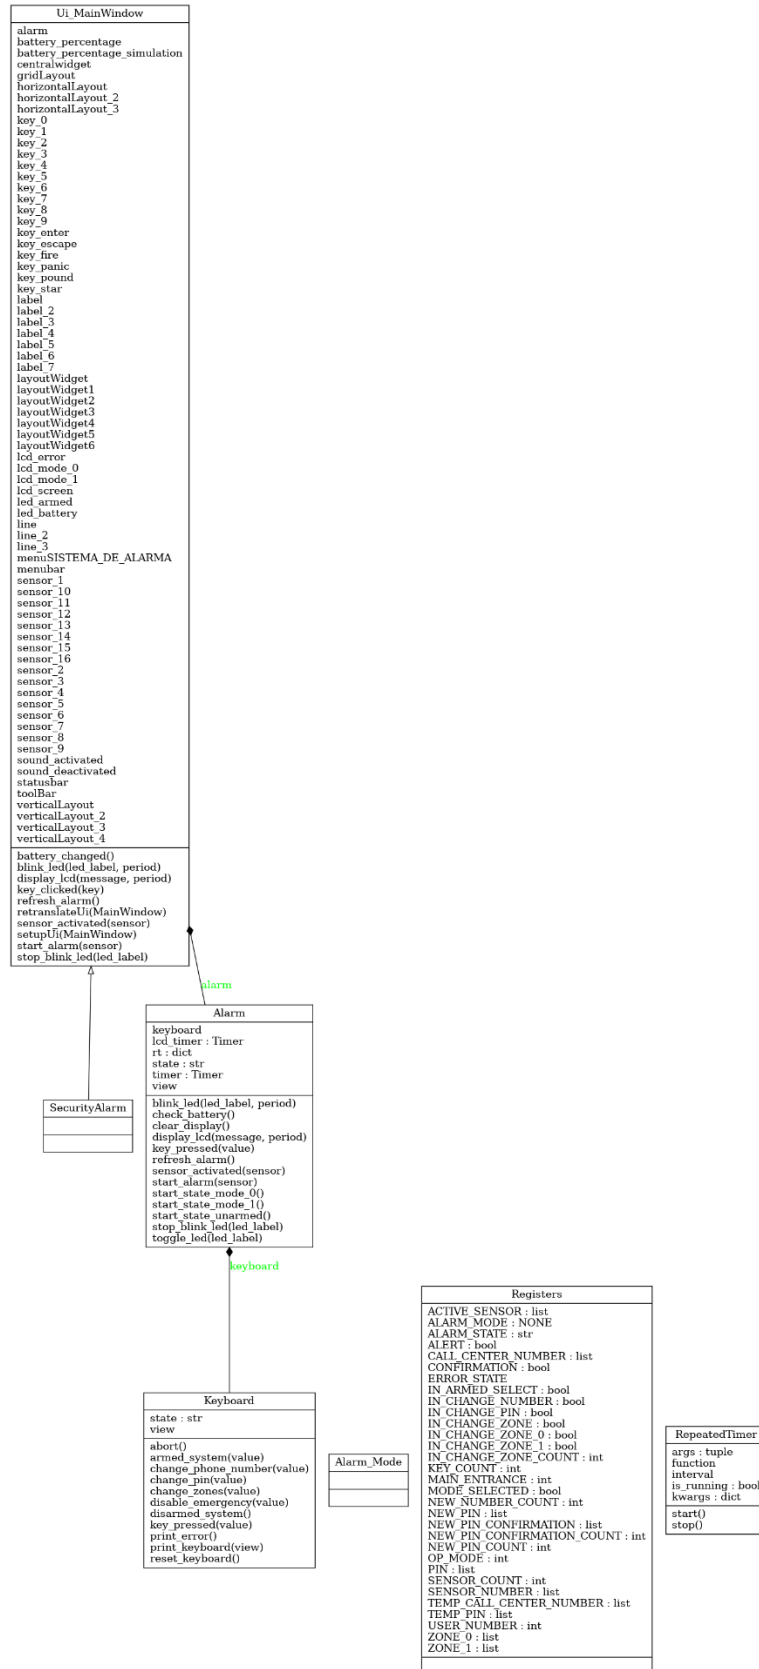 Ui_MainWindow
alarm
battery_percentage
battery_percentage_simulation
centralwidget
gridLayout
horizontalLayout
horizontalLayout_2
horizontalLayout_3
key_0
key_1
key_2
key_3
key_4
key_5
key_6
key_7
key_8
key_9
key_enter
key_escape
key_fire
key_panic
key_pound
key_star
label
label_2
label_3
label_4
label_5
label_6
label_7
layoutWidget
layoutWidget1
layoutWidget2
layoutWidget3
layoutWidget4
layoutWidget5
layoutWidget6
lcd_error
lcd_mode_0
lcd_mode_1
lcd_screen
led_armed
led_battery
line
line_2
line_3
menuSISTEMA_DE_ALARMA
menubar
sensor_1
sensor_10
sensor_11
sensor_12
sensor_13
sensor_14
sensor_15
sensor_16
sensor_2
sensor_3
sensor_4
sensor_5
sensor_6
sensor_7
sensor_8
sensor_9
sound_activated
sound_deactivated
statusbar
toolBar
verticalLayout
verticalLayout_2
verticalLayout_3
verticalLayout_4
battery_changed()
blink_led(led_label, period)
display_lcd(message, period)
key_clicked(key)
refresh_alarm()
retranslateUi(MainWindow)
sensor_activated(sensor)
setupUi(MainWindow)
start_alarm(sensor)
stop_blink_led(led_label)
alarm
SecurityAlarm
Alarm
keyboard
lcd_timer : Timer
rt : dict
state : str
timer : Timer
view
blink_led(led_label, period)
check_battery()
clear_display()
display_lcd(message, period)
key_pressed(value)
refresh_alarm()
sensor_activated(sensor)
start_alarm(sensor)
start_state_mode_0()
start_state_mode_1()
start_state_unarmed()
stop_blink_led(led_label)
toggle_led(led_label)
keyboard
Keyboard
state : str
view
abort()
armed_system(value)
change_phone_number(value)
change_pin(value)
change_zones(value)
disable_emergency(value)
disarmed_system()
key_pressed(value)
print_error()
print_keyboard(view)
reset_keyboard()
Alarm_Mode
Registers
ACTIVE_SENSOR : list
ALARM_MODE : NONE
ALARM_STATE : str
ALERT : bool
CALL_CENTER_NUMBER : list
CONFIRMATION : bool
ERROR_STATE
IN_ARMED_SELECT : bool
IN_CHANGE_NUMBER : bool
IN_CHANGE_PIN : bool
IN_CHANGE_ZONE : bool
IN_CHANGE_ZONE_0 : bool
IN_CHANGE_ZONE_1 : bool
IN_CHANGE_ZONE_COUNT : int
KEY_COUNT : int
MAIN_ENTRANCE : int
MODE_SELECTED : bool
NEW_NUMBER_COUNT : int
NEW_PIN : list
NEW_PIN_CONFIRMATION : list
NEW_PIN_CONFIRMATION_COUNT : int
NEW_PIN_COUNT : int
OP_MODE : int
PIN : list
SENSOR_COUNT : int
SENSOR_NUMBER : list
TEMP_CALL_CENTER_NUMBER : list
TEMP_PIN : list
USER_NUMBER : int
ZONE_0 : list
ZONE_1 : list
RepeatedTimer
args : tuple
function
interval
is_running : bool
kwargs : dict
start()
stop()